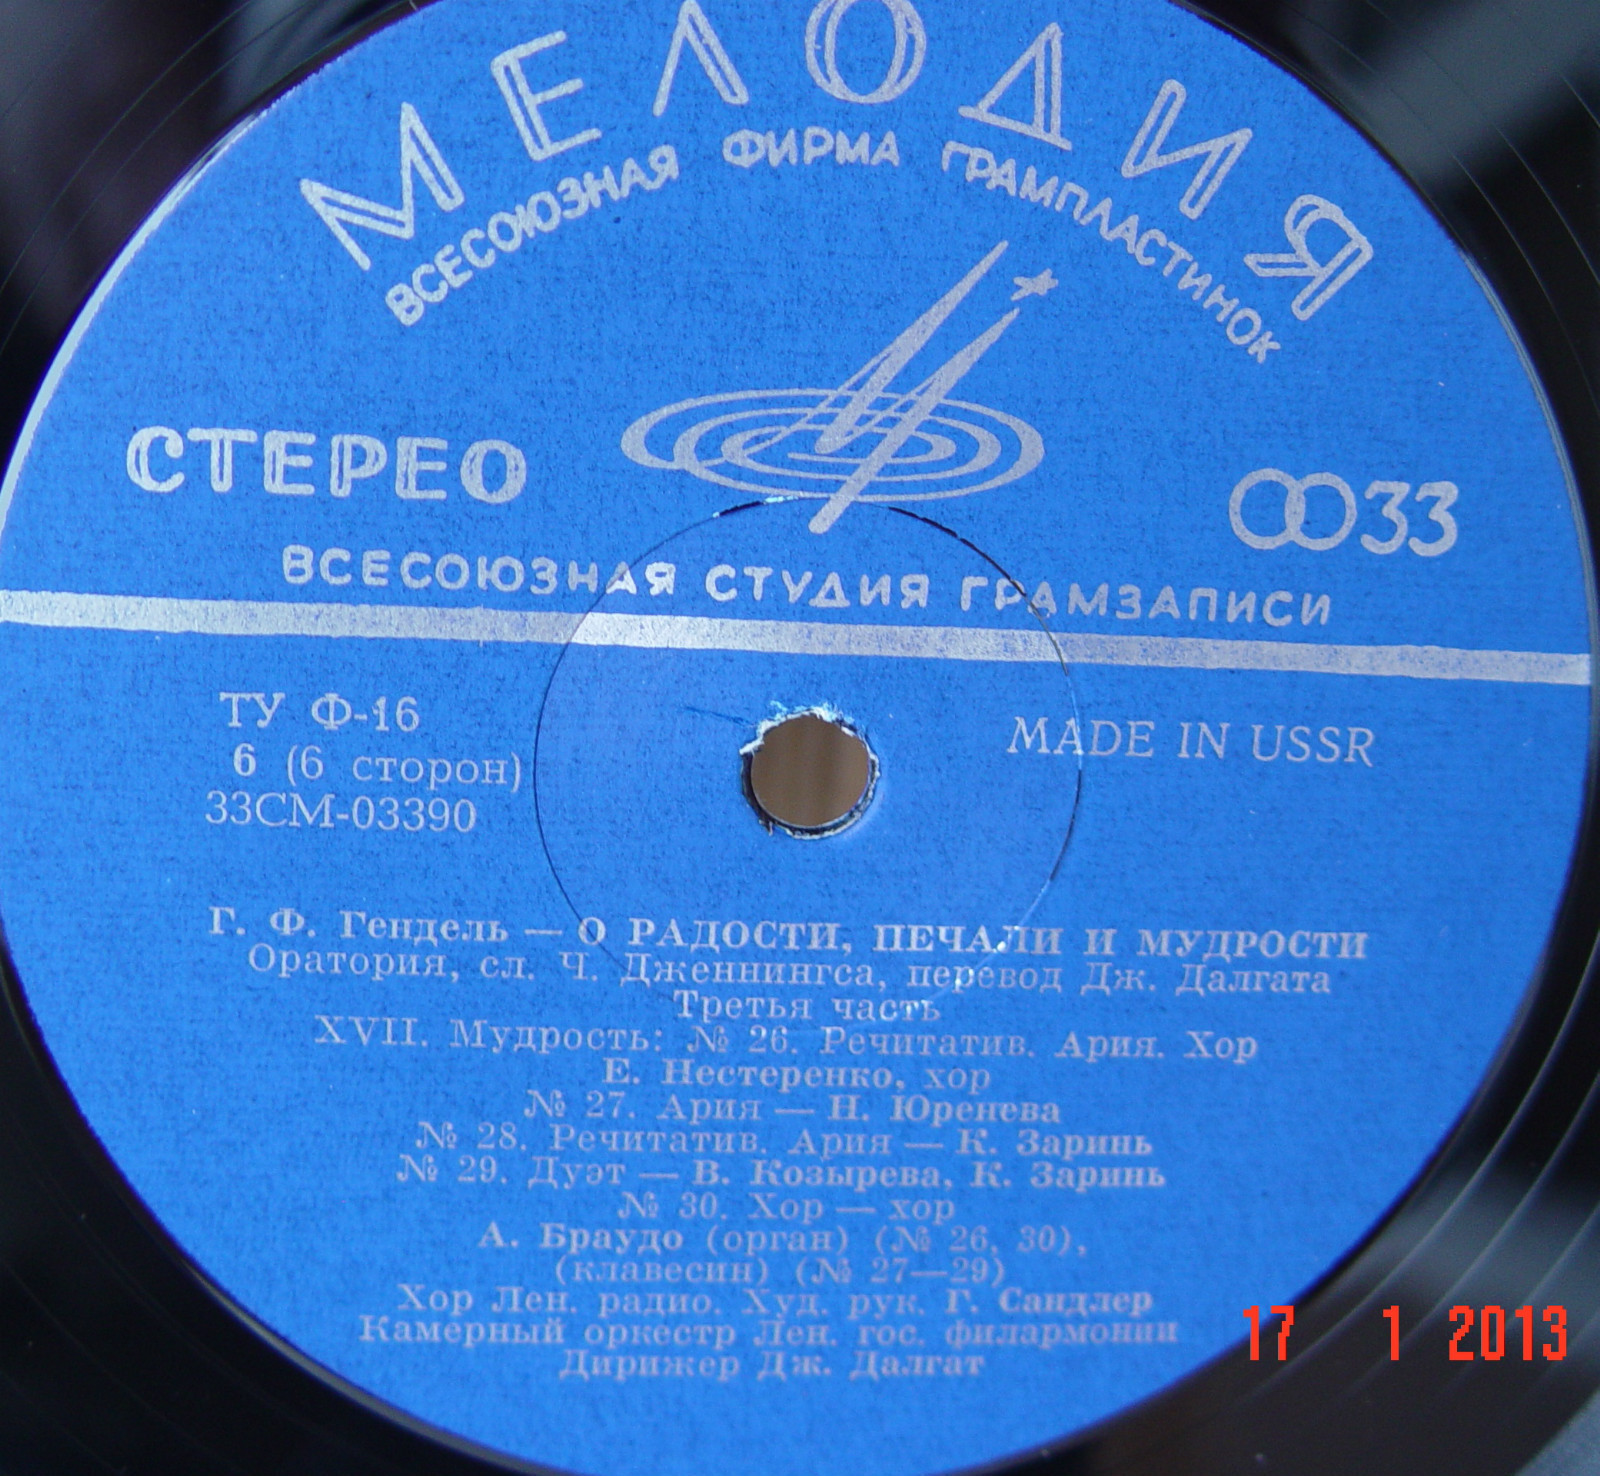 МЕЛОДИЯ
ВСЕСОЮЗНАЯ ФИРМА ГРАМПЛАСТИНОК
СТЕРЕО
33
ВСЕСОЮЗНАЯ СТУДИЯ ГРАМЗАПИСИ
ТУ Ф-16
6 (6 сторон)
33СМ-03390
MADE IN USSR
Г. Ф. Гендель — О РАДОСТИ, ПЕЧАЛИ И МУДРОСТИ
Оратория, сл. Ч. Дженнингса, перевод Дж. Далгата
Третья часть
XVII. Мудрость: № 26. Речитатив. Ария. Хор
Е. Нестеренко, хор
№ 27. Ария — Н. Юренева
№ 28. Речитатив. Ария — К. Заринь
№ 29. Дуэт — В. Козырева, К. Заринь
№ 30. Хор — хор
А. Браудо (орган) (№ 26, 30),
(клавесин) (№ 27—29)
Хор Лен. радио. Худ. рук. Г. Сандлер
Камерный оркестр Лен. гос. филармонии
Дирижер Дж. Далгат
17 1 2013